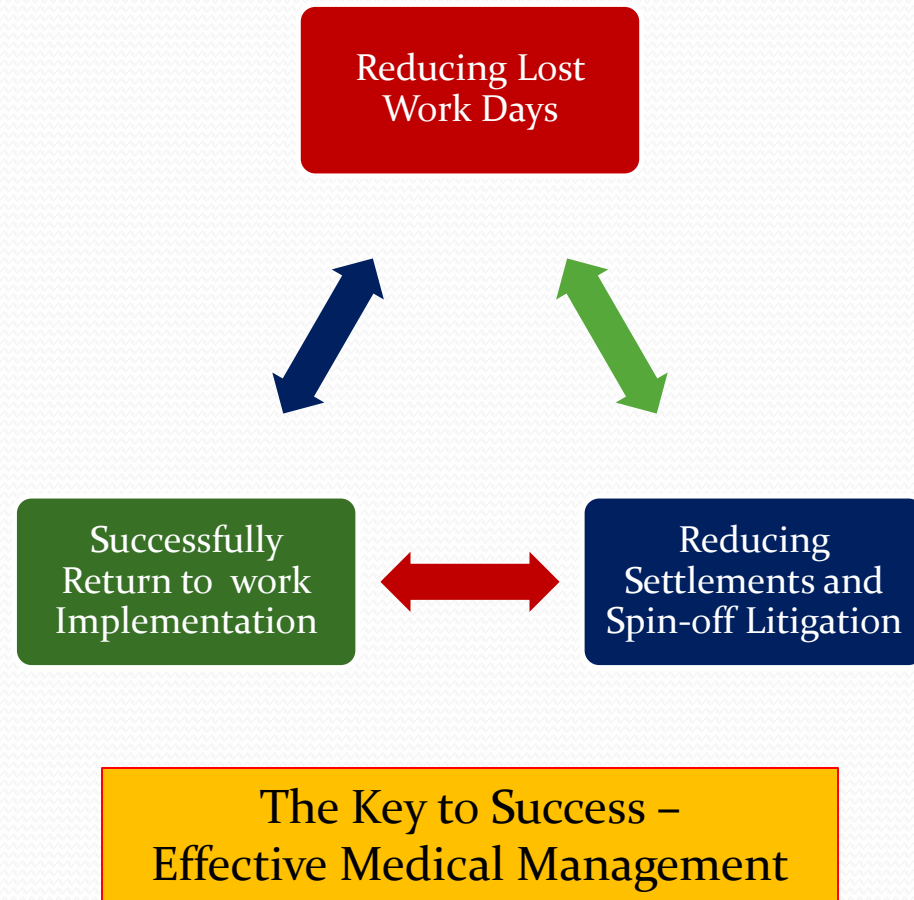 Reducing Lost
Work Days
Successfully
Return to work
Implementation
Reducing
Settlements and
Spin-off Litigation
The Key to Success –
Effective Medical Management